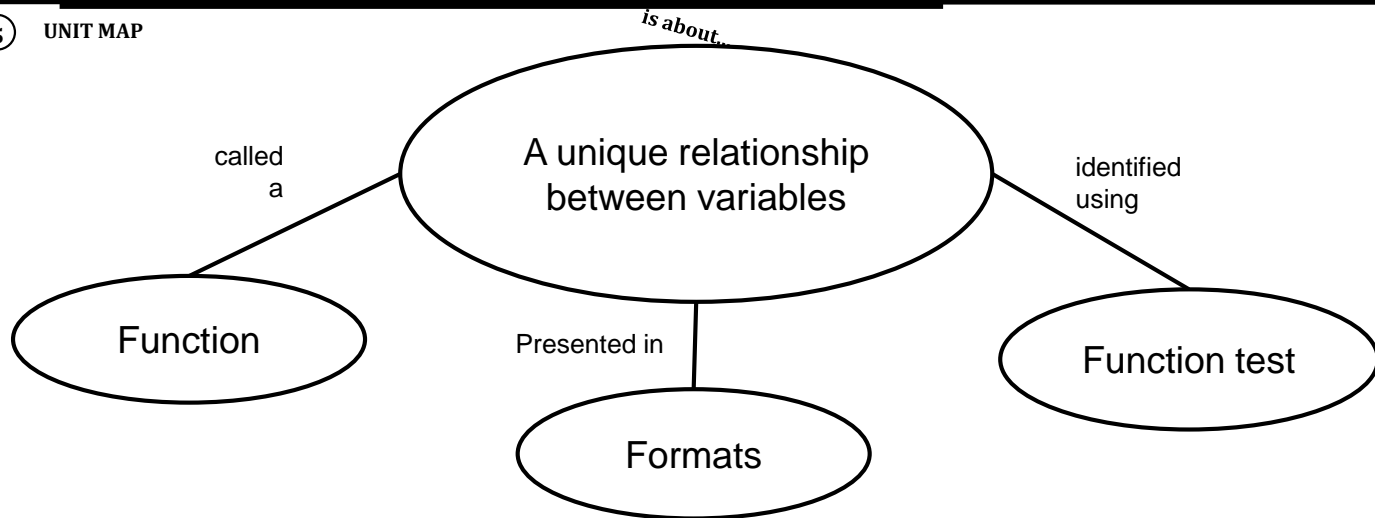 UNIT MAP
is about...
A unique relationship
between variables
called
a
identified
using
Function
Presented in
Function test
Formats